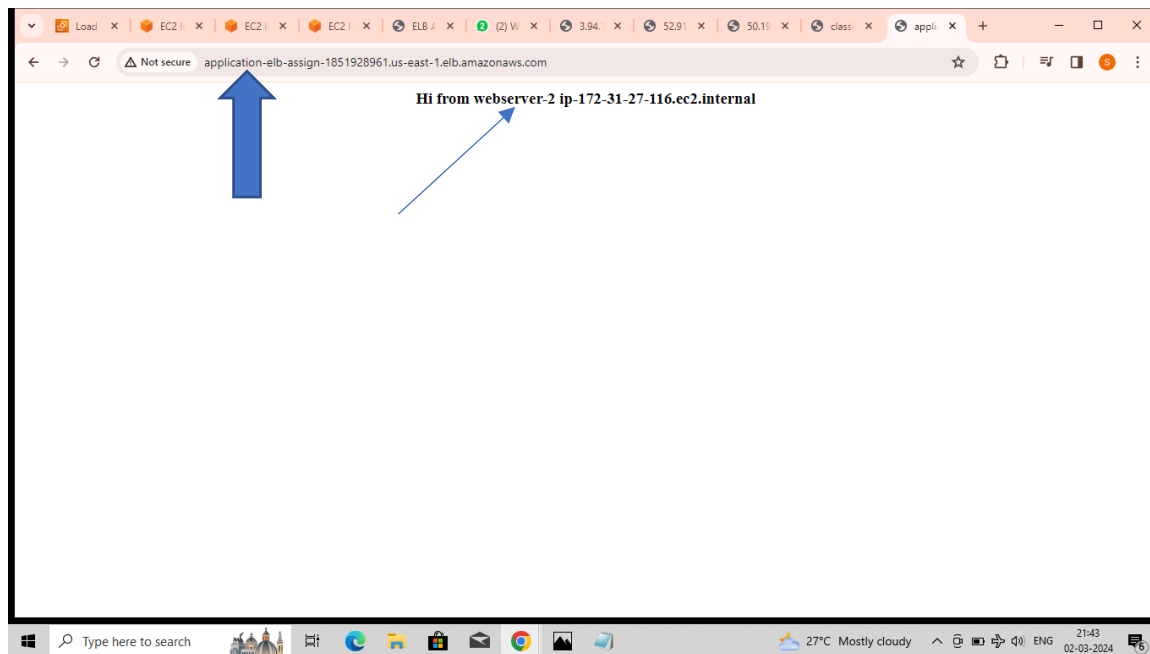 Load
EC2 I
EC2 I
EC2 I
ELB A
(2) W
3.94.
52.91
50.19
classi
appli
Not secure
application-elb-assign-1851928961.us-east-1.elb.amazonaws.com
S
Hi from webserver-2 ip-172-31-27-116.ec2.internal
Type here to search
27°C Mostly cloudy
ENG
21:43
02-03-2024
6